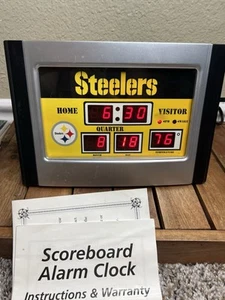 Steelers
HOME
VISITOR
6:30
QUARTER
8 18 76°
Scoreboard
Alarm Clock
Instructions & Warranty